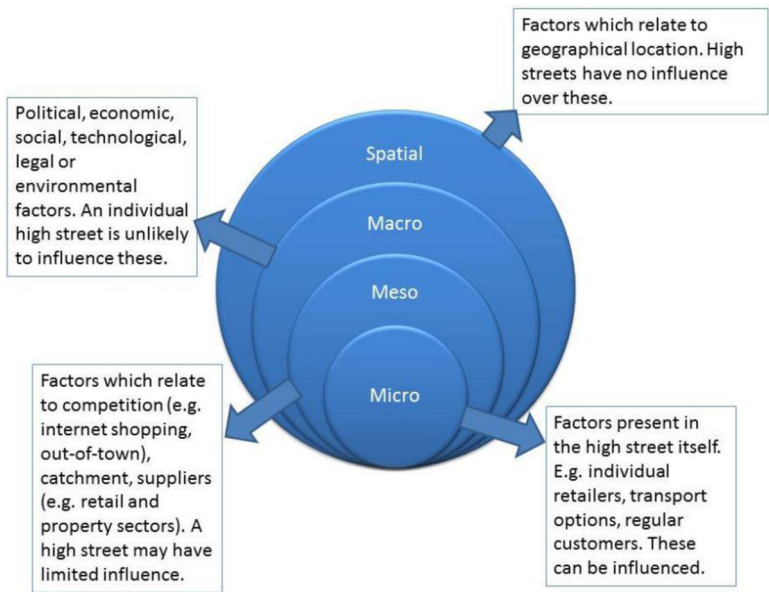 Factors which relate to
geographical location. High
streets have no influence
over these.
Political, economic,
social, technological,
legal or
environmental
factors. An individual
high street is unlikely
to influence these.
Spatial
Macro
Meso
Micro
Factors which relate
to competition (e.g.
internet shopping,
out-of-town),
catchment, suppliers
(e.g. retail and
property sectors). A
high street may have
limited influence.
Factors present in
the high street itself.
E.g. individual
retailers, transport
options, regular
customers. These
can be influenced.